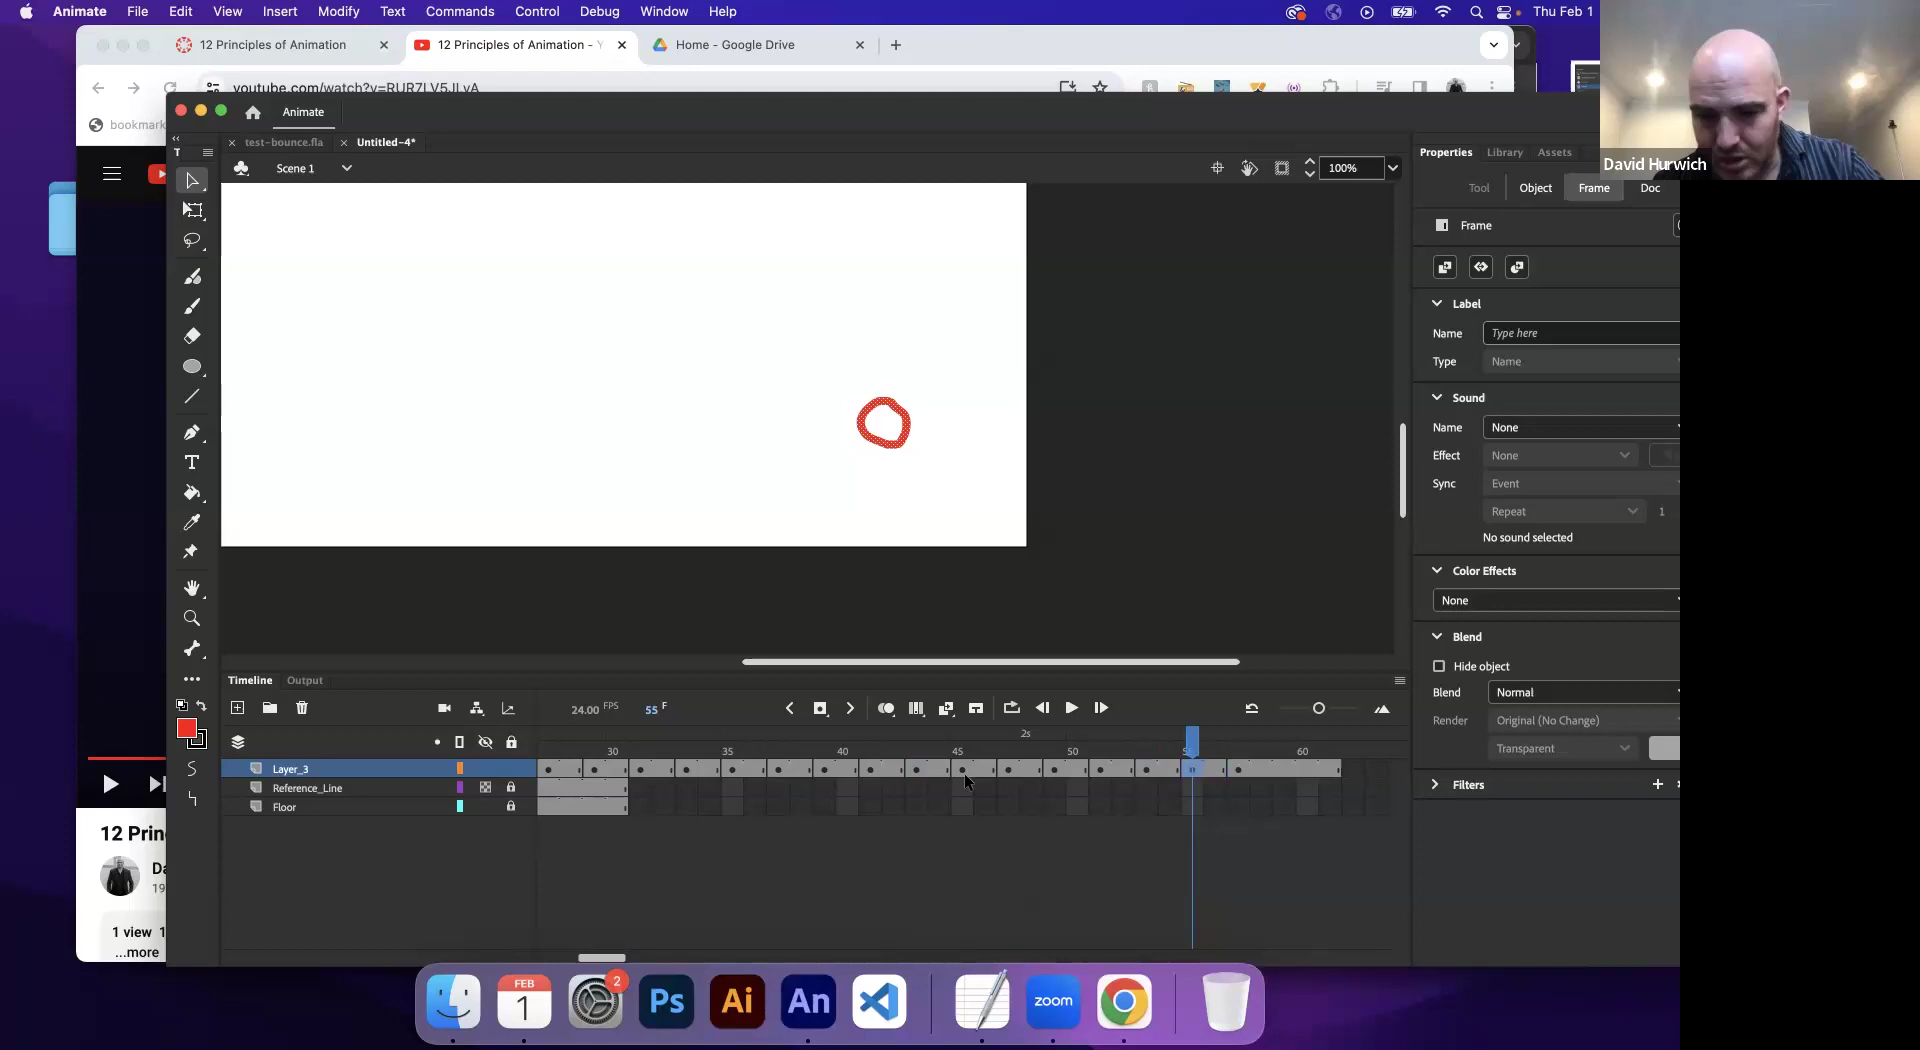 Animate File Edit View Insert Modify Text Commands Control Debug Window Help Thu Feb 1
12 Principles of Animation 12 Principles of Animation - Y Home - Google Drive
youtube.com/watch?v=RUR7LV5JLvA
bookmark
Animate
test-bounce.fla Untitled-4*
T
Scene 1 100%
Properties Library Assets
David Hurwich
Tool Object Frame Doc
Frame
Label
Name Type here
Type Name
Sound
Name None
Effect None
Sync Event
Repeat 1
No sound selected
Color Effects
None
Blend
Hide object
Blend Normal
Render Original (No Change)
Transparent
Filters
Timeline Output
24.00 FPS 55 F
2s
30 35 40 45 50 60
Layer_3
Reference_Line
Floor
12 Prin
Da
19
1 view 1
...more
FEB
1
2
Ps
Ai
An
zoom